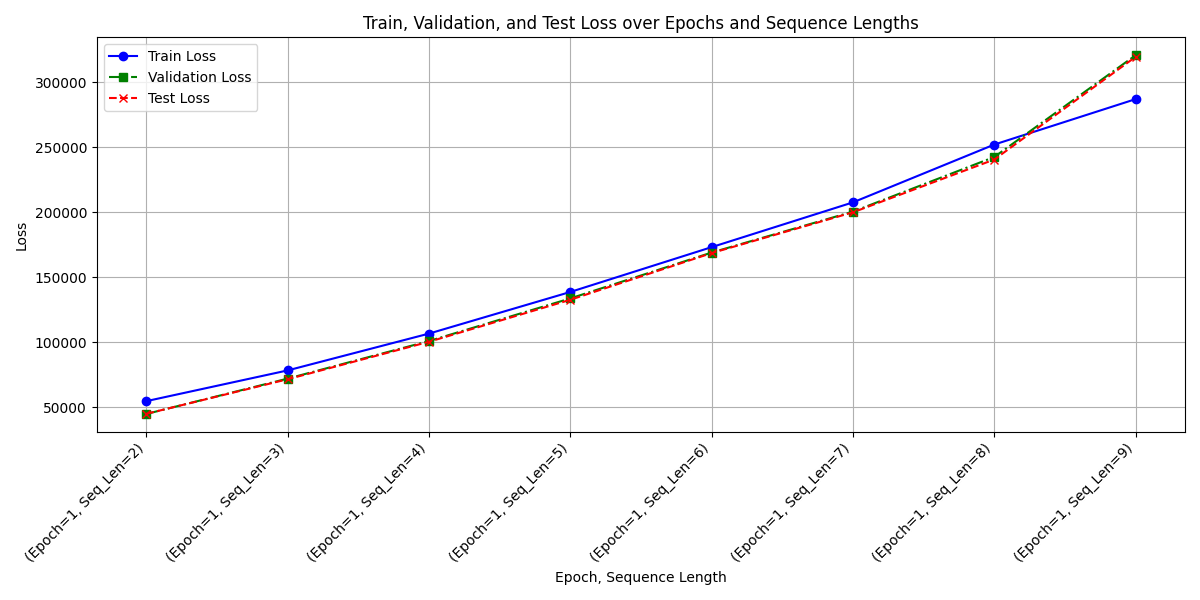 Train, Validation, and Test Loss over Epochs and Sequence Lengths
Train Loss
Validation Loss
Test Loss
Loss
300000
250000
200000
150000
100000
50000
(Epoch=1, Seq_Len=2)
(Epoch=1, Seq_Len=3)
(Epoch=1, Seq_Len=4)
(Epoch=1, Seq_Len=5)
(Epoch=1, Seq_Len=6)
(Epoch=1, Seq_Len=7)
(Epoch=1, Seq_Len=8)
(Epoch=1, Seq_Len=9)
Epoch, Sequence Length